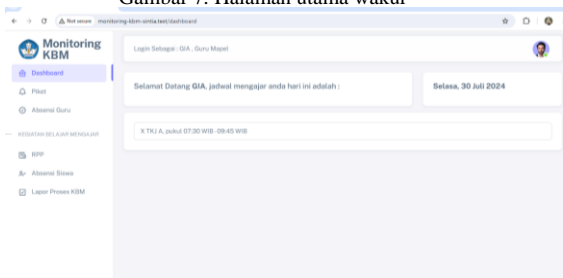 Gambar 7. Halaman utama wakur
Not secure monitoring-kbm-sintia.test/dashboard
Monitoring
KBM
Login Sebagai : GIA , Guru Mapel
Dashboard
Piket
Absensi Guru
Selamat Datang GIA, jadwal mengajar anda hari ini adalah :
Selasa, 30 Juli 2024
KEGIATAN BELAJAR MENGAJAR
X TKJ A, pukul 07:30 WIB - 09:45 WIB
RPP
Absensi Siswa
Lapor Proses KBM